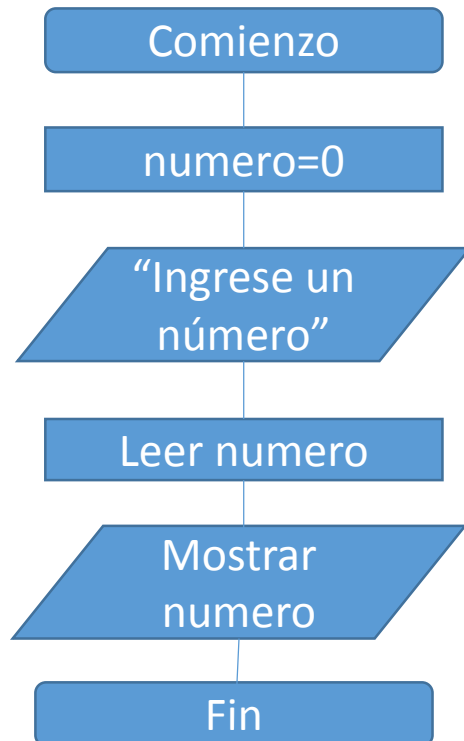 Comienzo
numero=0
“Ingrese un
número”
Leer numero
Mostrar
numero
Fin